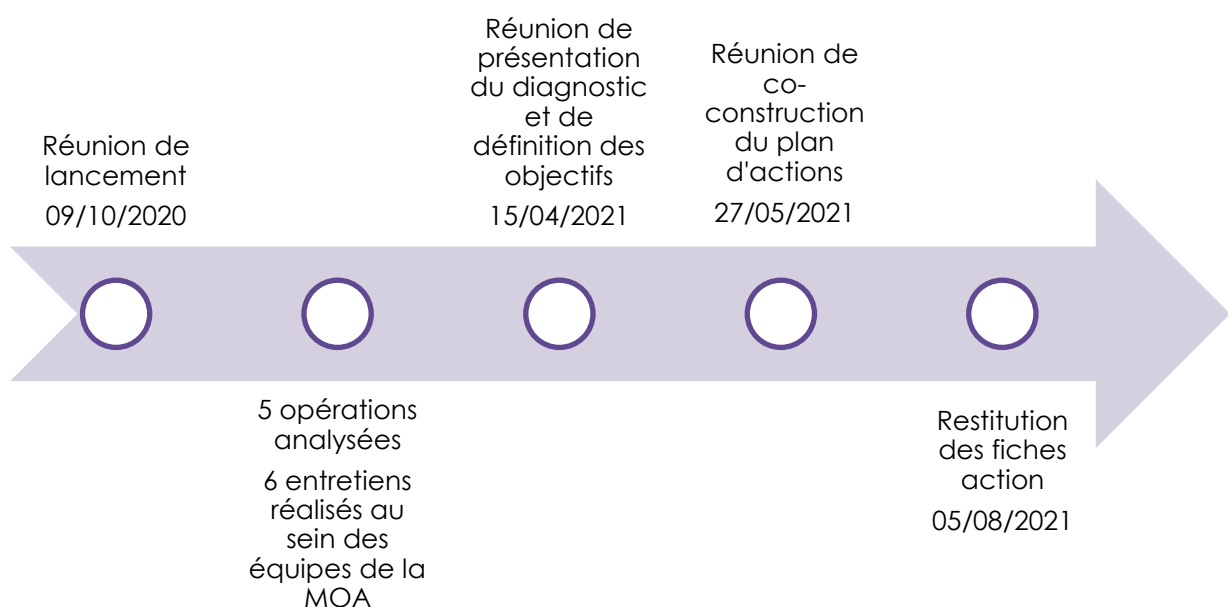 Réunion de
lancement
09/10/2020
5 opérations
analysées
6 entretiens
réalisés au
sein des
équipes de la
MOA
Réunion de
présentation
du diagnostic
et de
définition des
objectifs
15/04/2021
Réunion de
co-
construction
du plan
d'actions
27/05/2021
Restitution
des fiches
action
05/08/2021